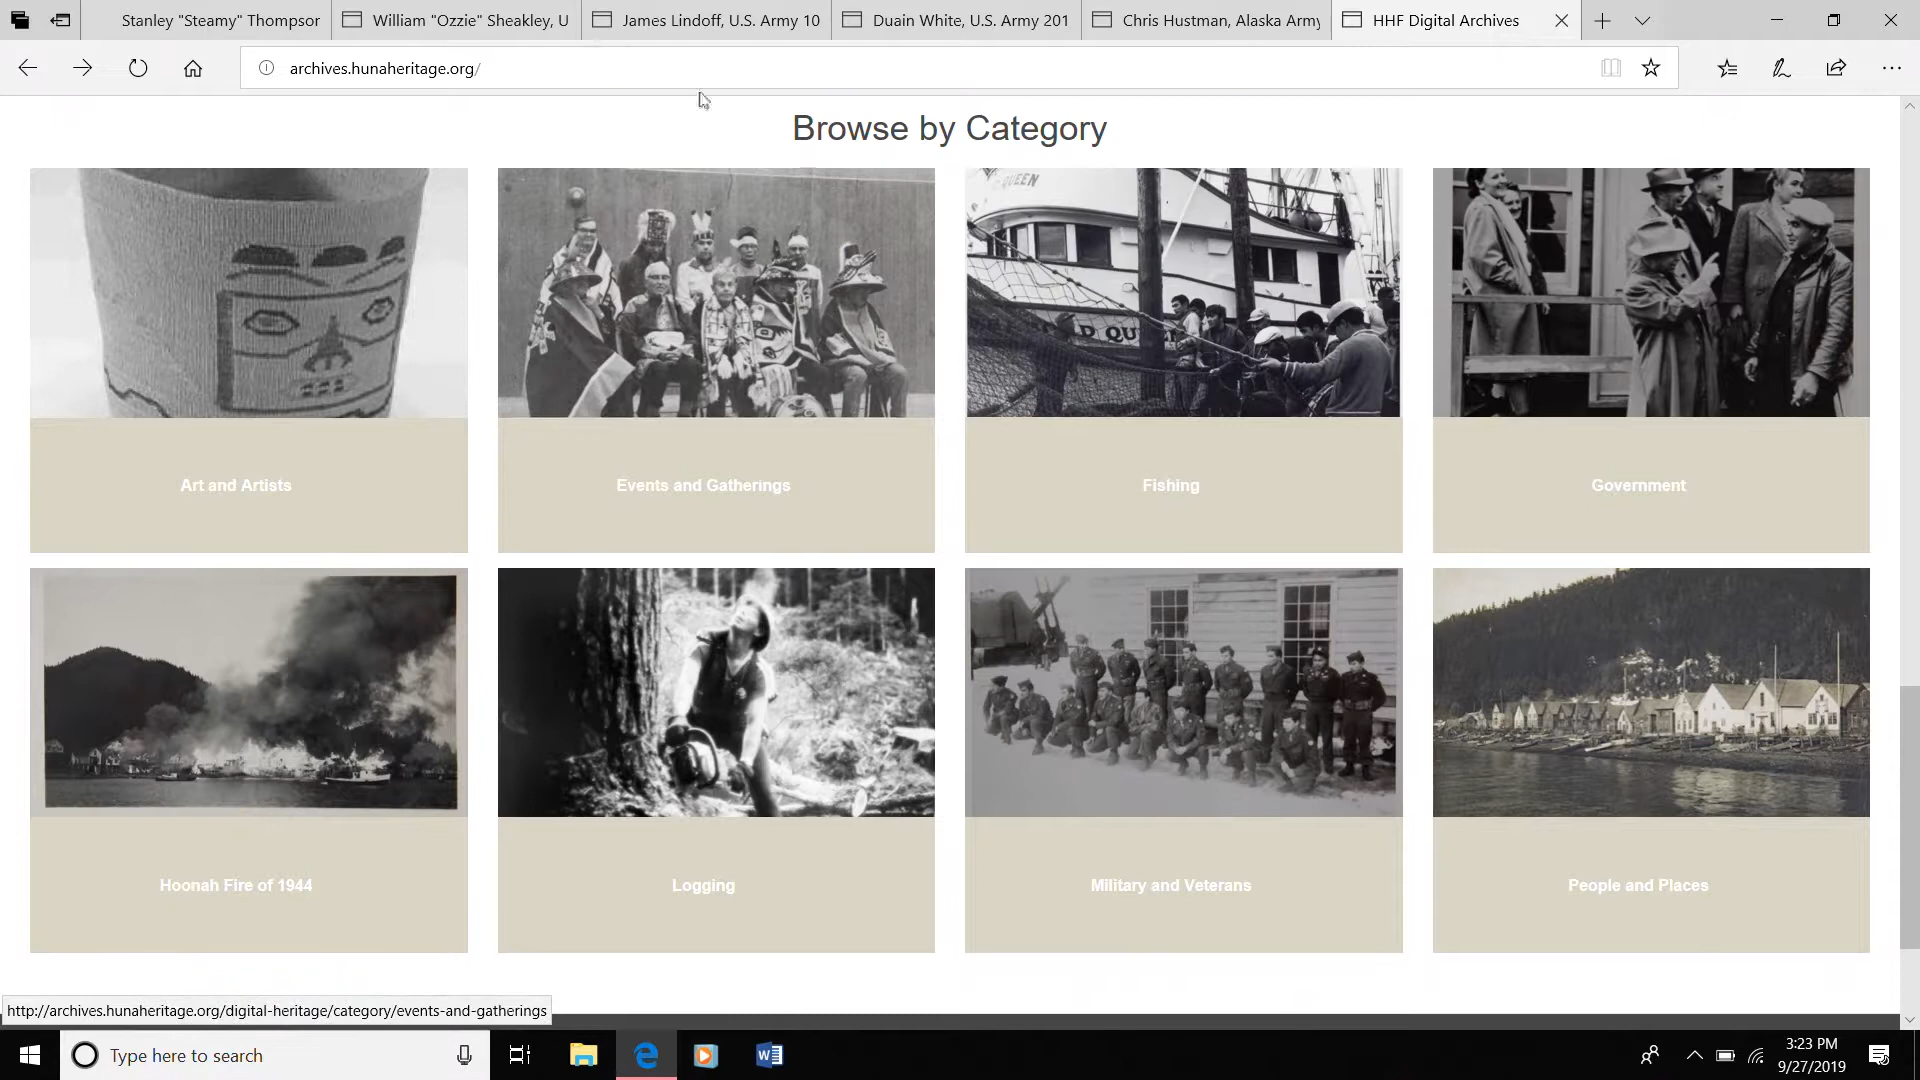 Stanley "Steamy" Thompsor
William "Ozzie" Sheakley, U
James Lindoff, U.S. Army 10
Duain White, U.S. Army 201
Chris Hustman, Alaska Army
HHF Digital Archives
archives.hunaheritage.org/
Browse by Category
QUEEN
D QU
Art and Artists
Events and Gatherings
Fishing
Government
Hoonah Fire of 1944
Logging
Military and Veterans
People and Places
http://archives.hunaheritage.org/digital-heritage/category/events-and-gatherings
Type here to search
3:23 PM
9/27/2019